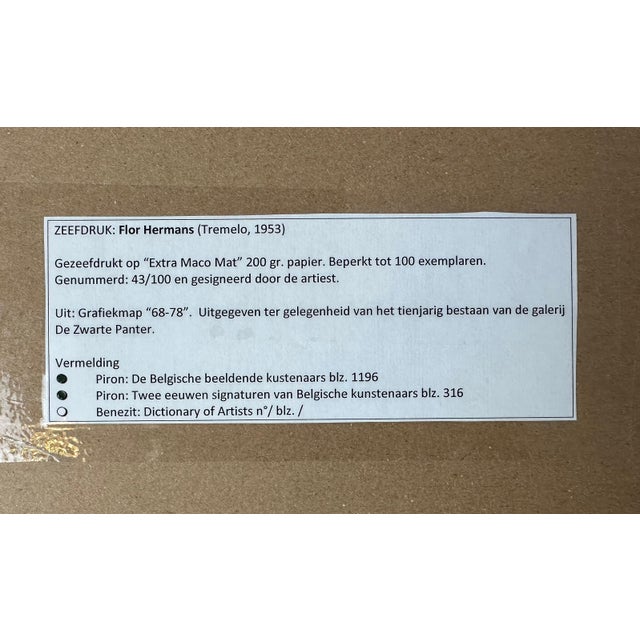 ZEEFDRUK: Flor Hermans (Tremelo, 1953)
Gezeefdrukt op “Extra Maco Mat” 200 gr. papier. Beperkt tot 100 exemplaren.
Genummerd: 43/100 en gesigneerd door de artiest.
Uit: Grafiekmap “68-78”. Uitgegeven ter gelegenheid van het tienjarig bestaan van de galerij
De Zwarte Panter.
Vermelding
● Piron: De Belgische beeldende kustenaars blz. 1196
● Piron: Twee eeuwen signaturen van Belgische kunstenaars blz. 316
○ Benezit: Dictionary of Artists n°/ blz. /